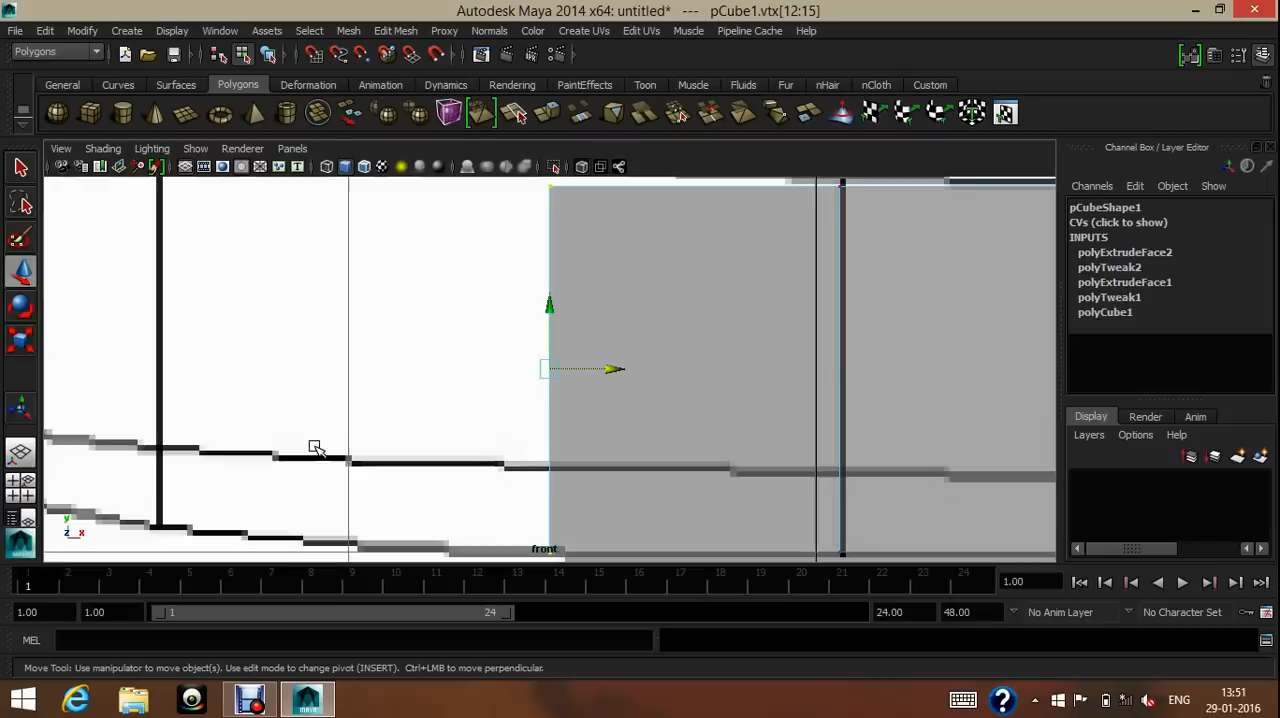 Autodesk Maya 2014 x64: untitled*   ---   pCube1.vtx[12:15]
File Edit Modify Create Display Window Assets Select Mesh Edit Mesh Proxy Normals Color Create UVs Edit UVs Muscle Pipeline Cache Help
Polygons
General Curves Surfaces Polygons Deformation Animation Dynamics Rendering PaintEffects Toon Muscle Fluids Fur nHair nCloth Custom
View Shading Lighting Show Renderer Panels
Channel Box / Layer Editor
Channels Edit Object Show
pCubeShape1
CVs (click to show)
INPUTS
polyExtrudeFace2
polyTweak2
polyExtrudeFace1
polyTweak1
polyCube1
Display Render Anim
Layers Options Help
y
z x
front
1 2 3 4 5 6 7 8 9 10 11 12 13 14 15 16 17 18 19 20 21 22 23 24
1
1.00
1.00 1.00 1 24 24.00 48.00 No Anim Layer No Character Set
MEL
Move Tool: Use manipulator to move object(s). Use edit mode to change pivot (INSERT). Ctrl+LMB to move perpendicular.
MAYA
ENG
13:51
29-01-2016